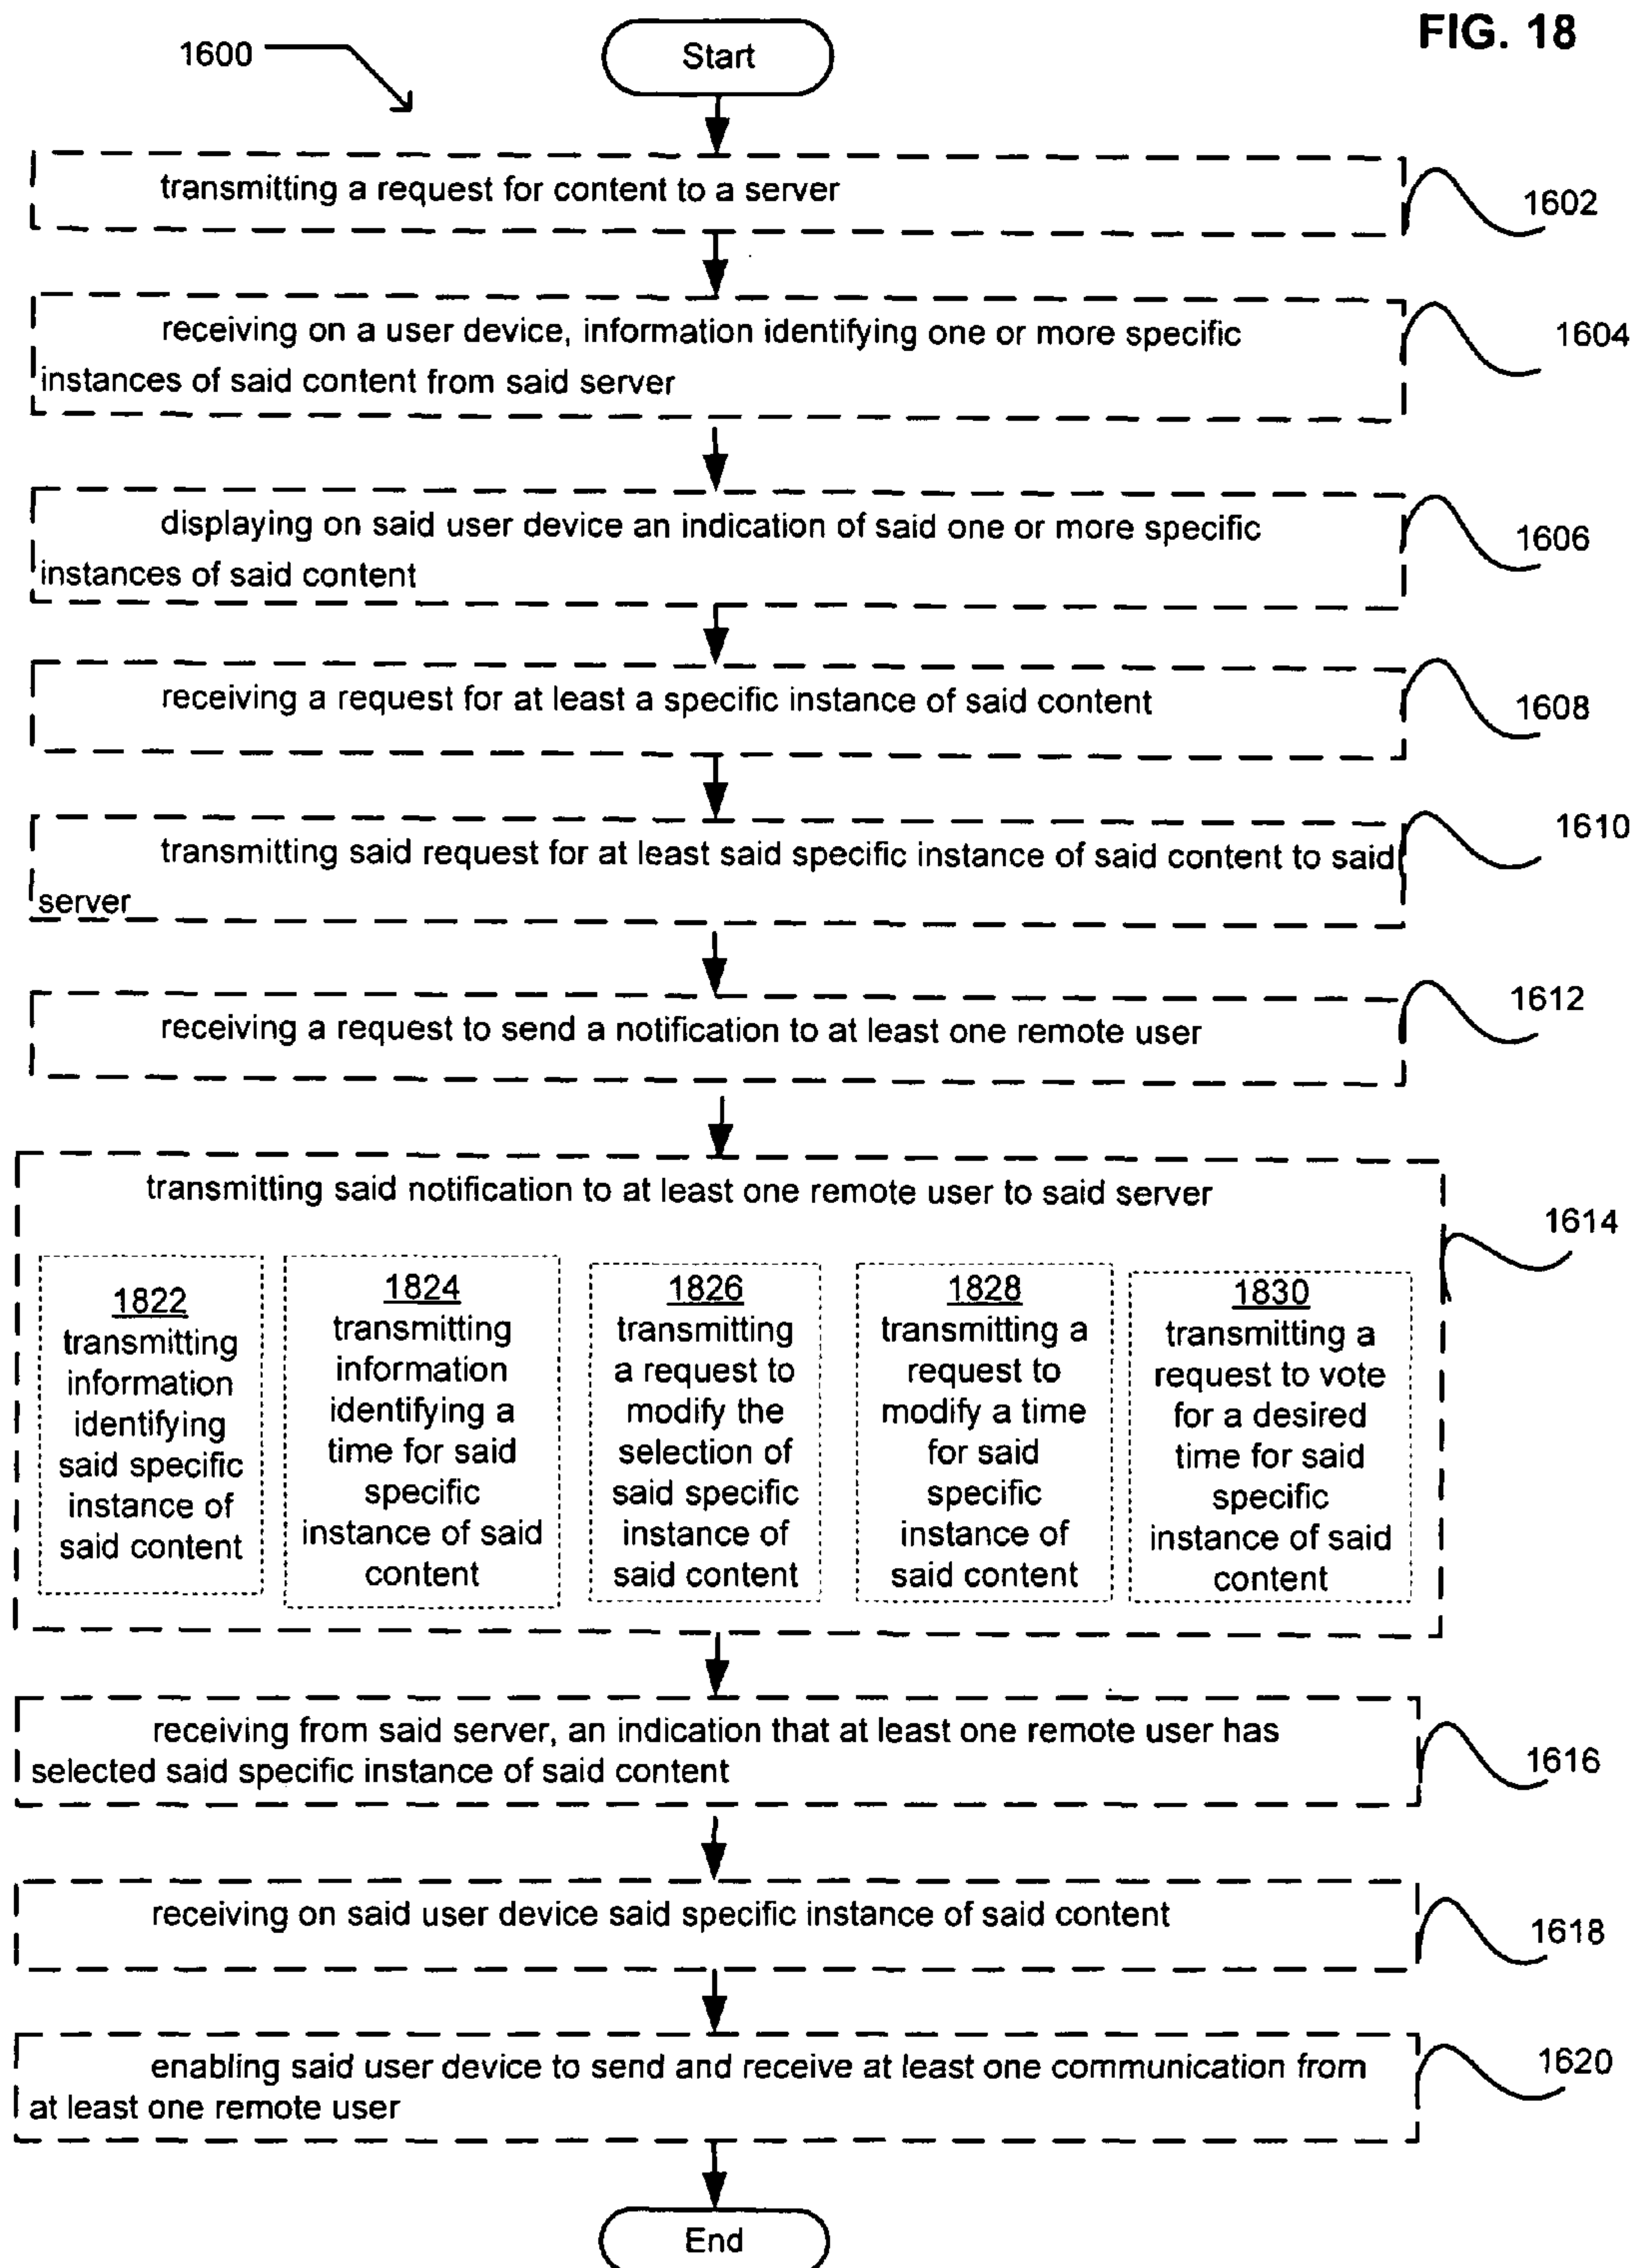 FIG. 18
1600
Start
transmitting a request for content to a server
1602
receiving on a user device, information identifying one or more specific
instances of said content from said server
1604
displaying on said user device an indication of said one or more specific
instances of said content
1606
receiving a request for at least a specific instance of said content
1608
transmitting said request for at least said specific instance of said content to said
server
1610
receiving a request to send a notification to at least one remote user
1612
transmitting said notification to at least one remote user to said server
1614
1822
transmitting
information
identifying
said specific
instance of
said content
1824
transmitting
information
identifying a
time for said
specific
instance of said
content
1826
transmitting
a request to
modify the
selection of
said specific
instance of
said content
1828
transmitting a
request to
modify a time
for said
specific
instance of
said content
1830
transmitting a
request to vote
for a desired
time for said
specific
instance of said
content
receiving from said server, an indication that at least one remote user has
selected said specific instance of said content
1616
receiving on said user device said specific instance of said content
1618
enabling said user device to send and receive at least one communication from
at least one remote user
1620
End